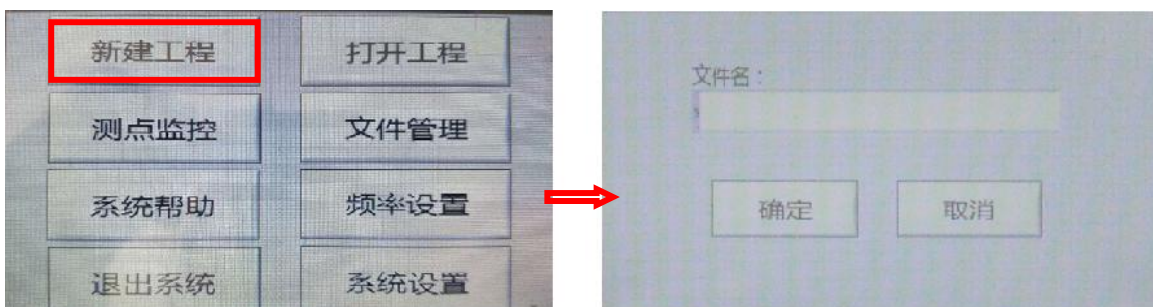 新建工程 打开工程
测点监控 文件管理
系统帮助 频率设置
退出系统 系统设置
文件名：
确定 取消